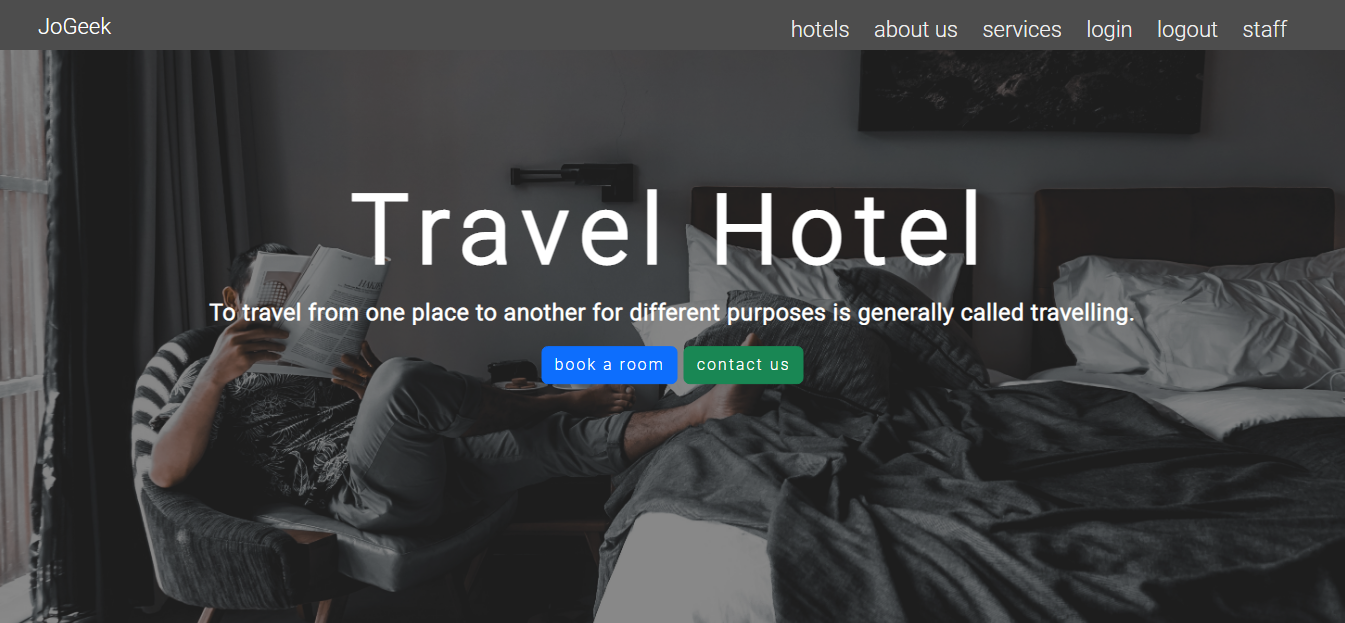 JoGeek
hotels about us services login logout staff
Travel Hotel
To travel from one place to another for different purposes is generally called travelling.
book a room contact us